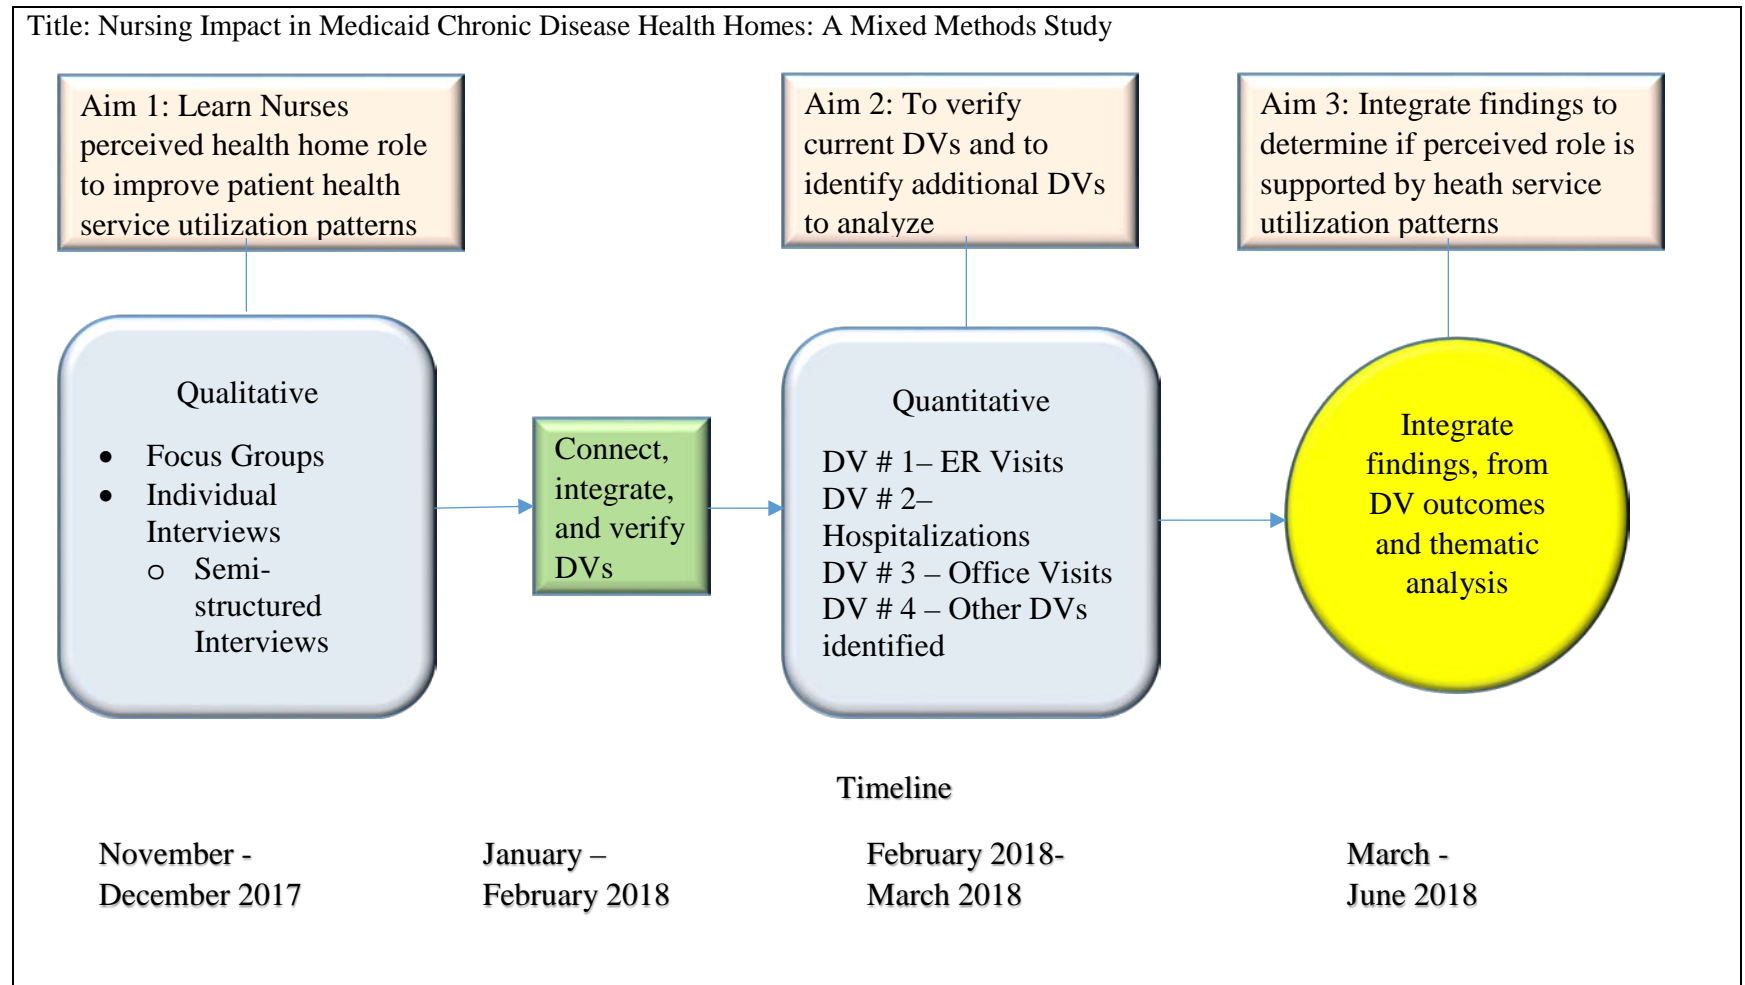 Title: Nursing Impact in Medicaid Chronic Disease Health Homes: A Mixed Methods Study
Aim 1: Learn Nurses
perceived health home role
to improve patient health
service utilization patterns
Aim 2: To verify
current DVs and to
identify additional DVs
to analyze
Aim 3: Integrate findings to
determine if perceived role is
supported by heath service
utilization patterns
Qualitative
• Focus Groups
• Individual
Interviews
o Semi-
structured
Interviews
Connect,
integrate,
and verify
DVs
Quantitative
DV # 1– ER Visits
DV # 2–
Hospitalizations
DV # 3 – Office Visits
DV # 4 – Other DVs
identified
Integrate
findings, from
DV outcomes
and thematic
analysis
Timeline
November -
December 2017
January –
February 2018
February 2018-
March 2018
March -
June 2018